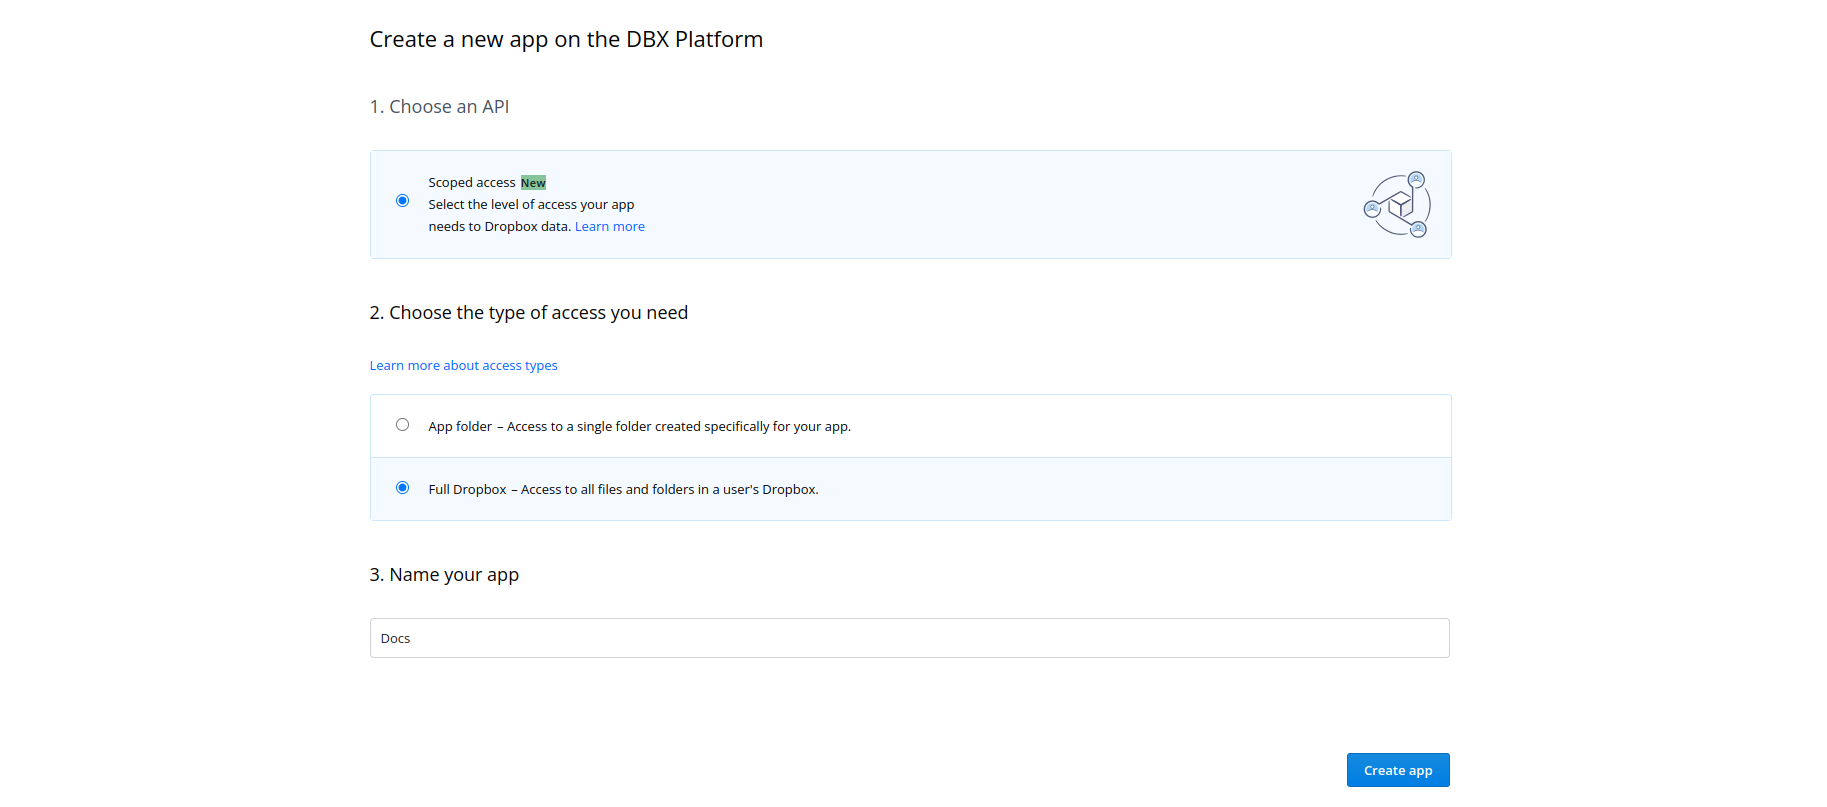 Create a new app on the DBX Platform
1. Choose an API
Scoped access New
Select the level of access your app
needs to Dropbox data. Learn more
2. Choose the type of access you need
Learn more about access types
App folder – Access to a single folder created specifically for your app.
Full Dropbox – Access to all files and folders in a user's Dropbox.
3. Name your app
Docs
Create app